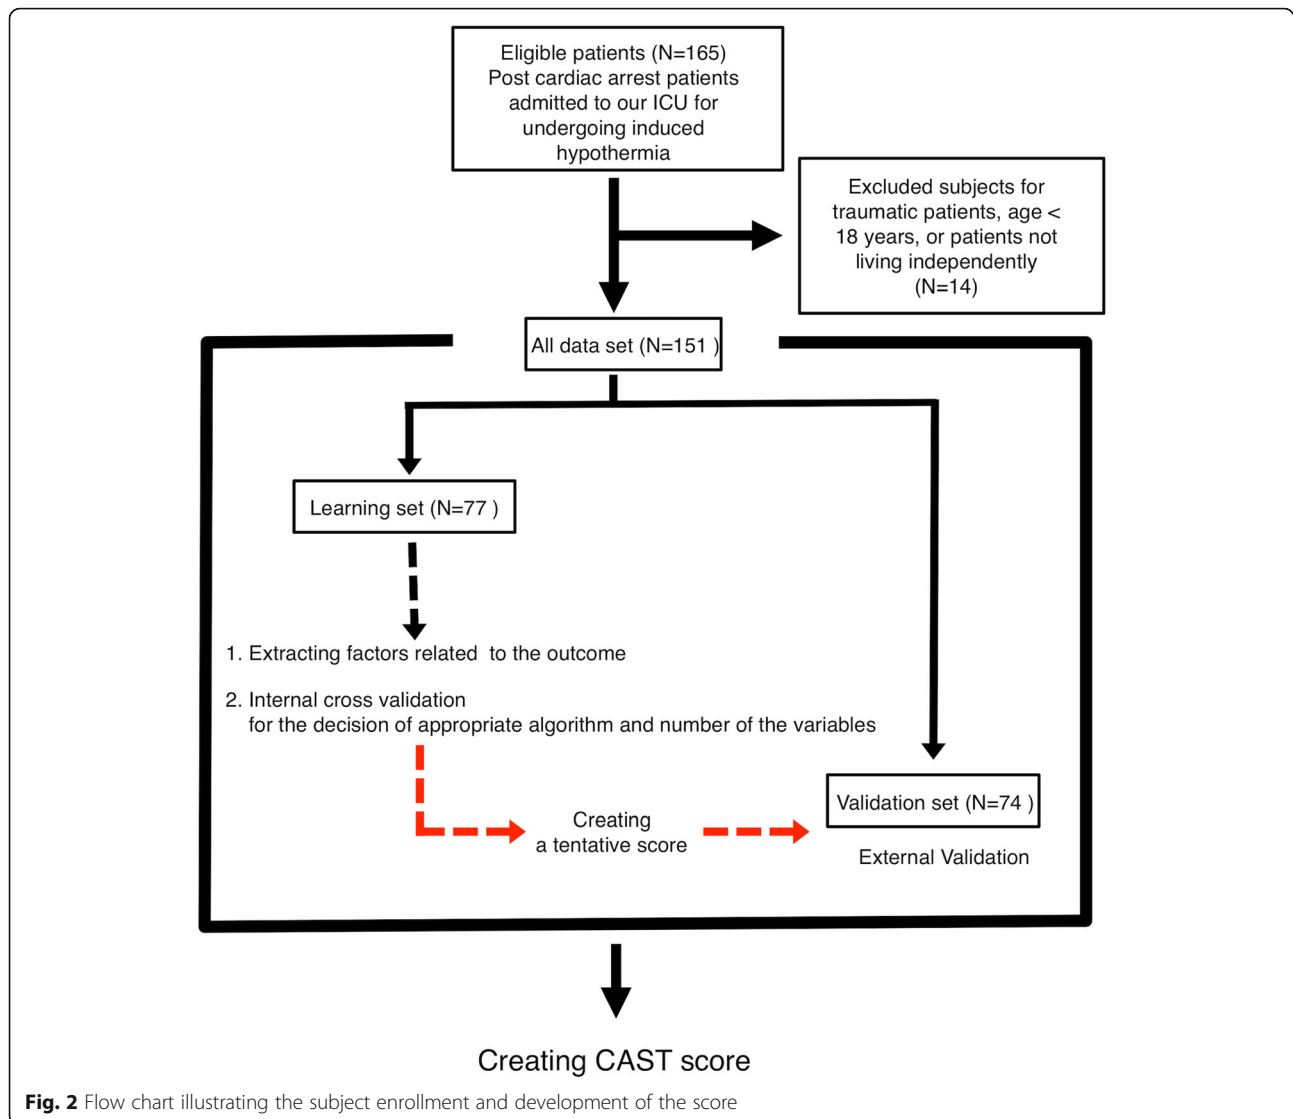 Eligible patients (N=165)
Post cardiac arrest patients
admitted to our ICU for
undergoing induced
hypothermia
Excluded subjects for
traumatic patients, age <
18 years, or patients not
living independently
(N=14)
All data set (N=151 )
Learning set (N=77 )
1. Extracting factors related  to the outcome
2. Internal cross validation
for the decision of appropriate algorithm and number of the variables
Creating
a tentative score
Validation set (N=74 )
External Validation
Creating CAST score
Fig. 2 Flow chart illustrating the subject enrollment and development of the score